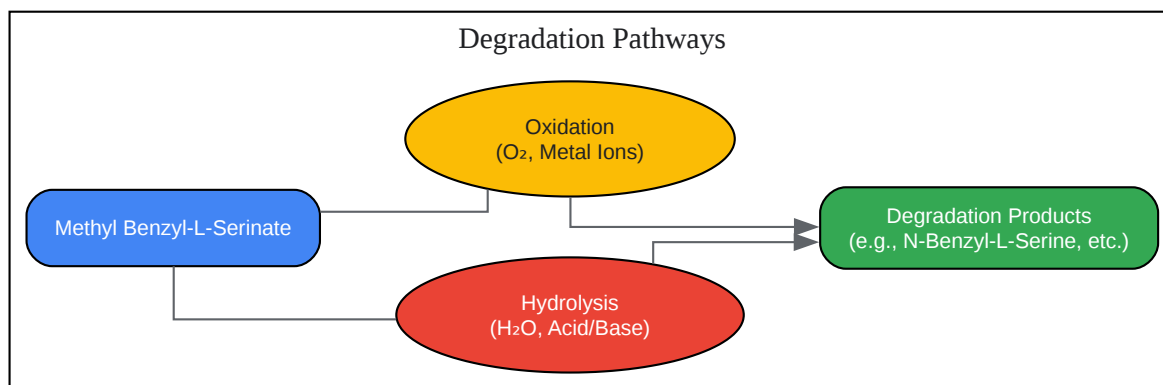 Degradation Pathways
Oxidation
(O₂, Metal Ions)
Methyl Benzyl-L-Serinate
Degradation Products
(e.g., N-Benzyl-L-Serine, etc.)
Hydrolysis
(H₂O, Acid/Base)